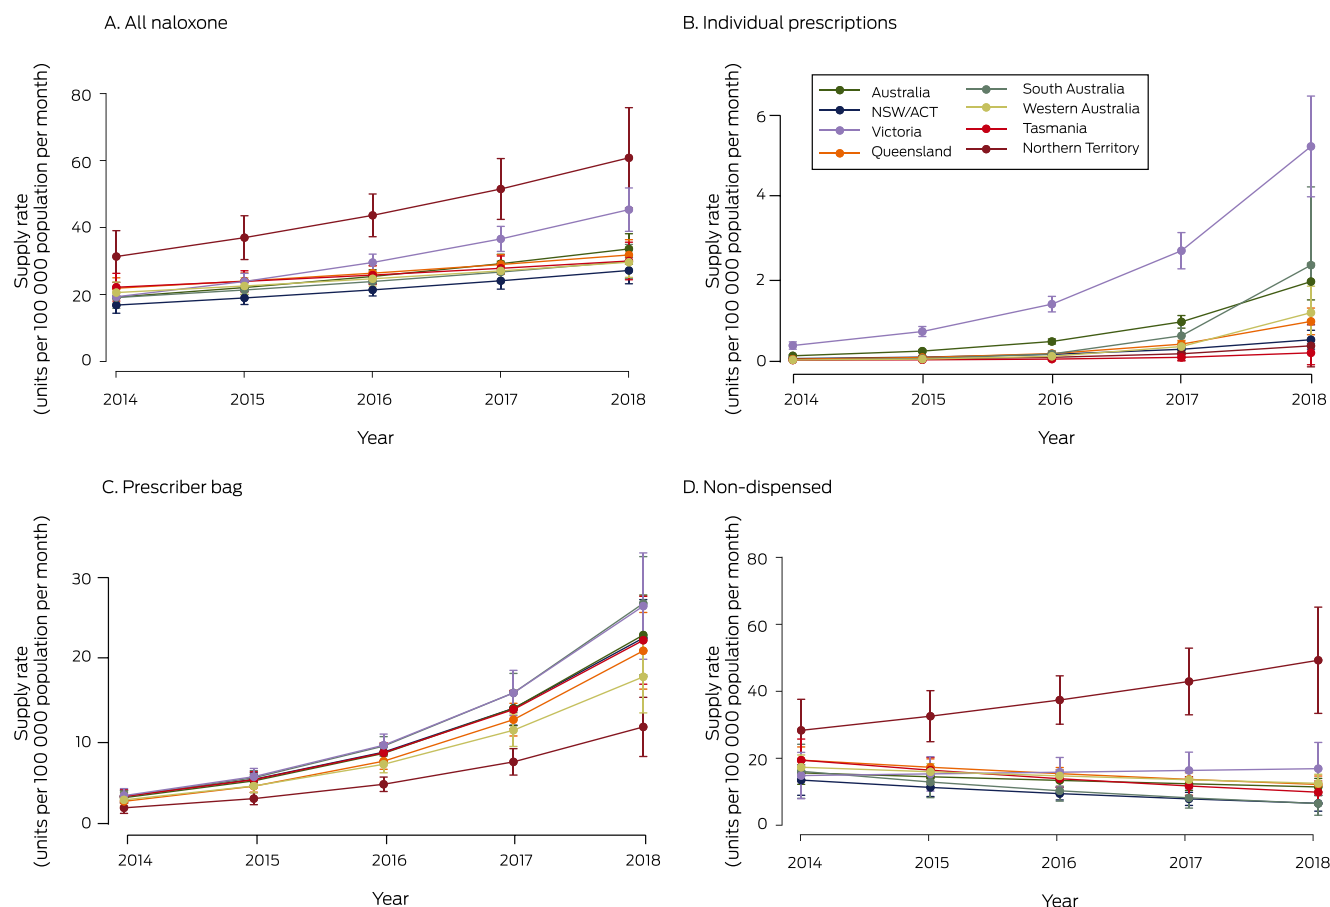 A. All naloxone
Supply rate
(units per 100 000 population per month)
80
60
40
20
0
2014 2015 2016 2017 2018
Year
B. Individual prescriptions
Supply rate
(units per 100 000 population per month)
6
4
2
0
Australia
NSW/ACT
Victoria
Queensland
South Australia
Western Australia
Tasmania
Northern Territory
2014 2015 2016 2017 2018
Year
C. Prescriber bag
Supply rate
(units per 100 000 population per month)
30
20
10
0
2014 2015 2016 2017 2018
Year
D. Non-dispensed
Supply rate
(units per 100 000 population per month)
80
60
40
20
0
2014 2015 2016 2017 2018
Year